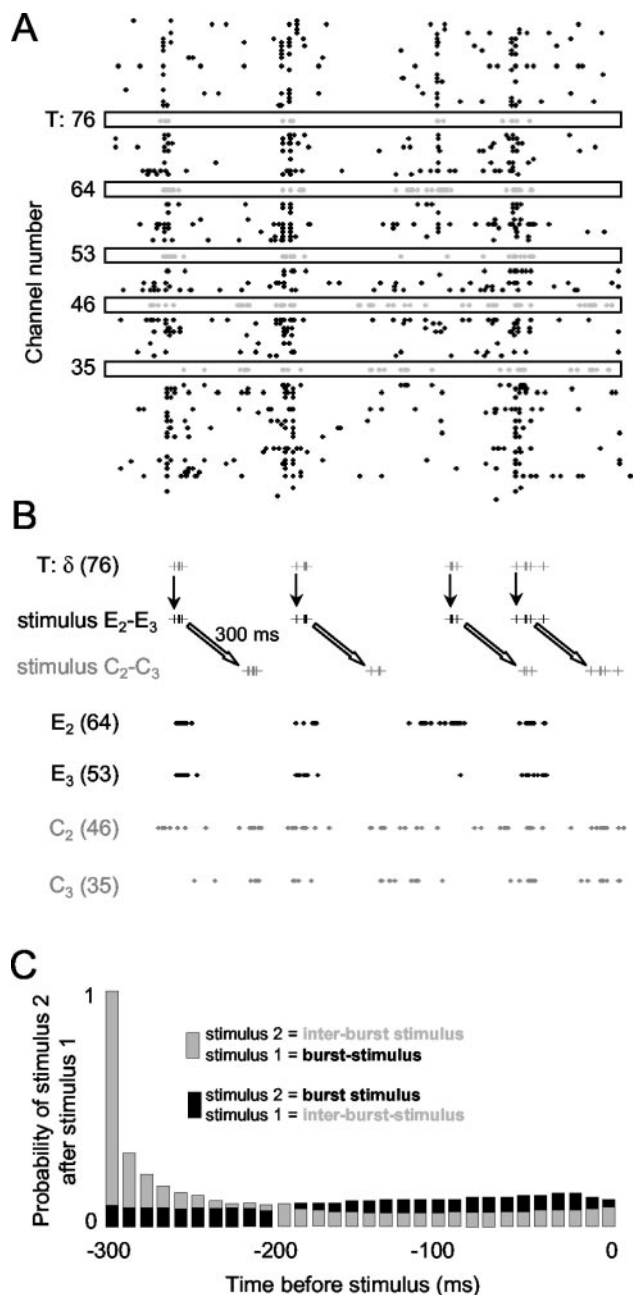 A
T: 76
64
53
46
35
Channel number
B
T: δ (76)
stimulus E₂-E₃
300 ms
stimulus C₂-C₃
E₂ (64)
E₃ (53)
C₂ (46)
C₃ (35)
C
1
stimulus 2 = inter-burst stimulus
stimulus 1 = burst-stimulus
stimulus 2 = burst stimulus
stimulus 1 = inter-burst-stimulus
Probability of stimulus 2
after stimulus 1
0
-300 -200 -100 0
Time before stimulus (ms)